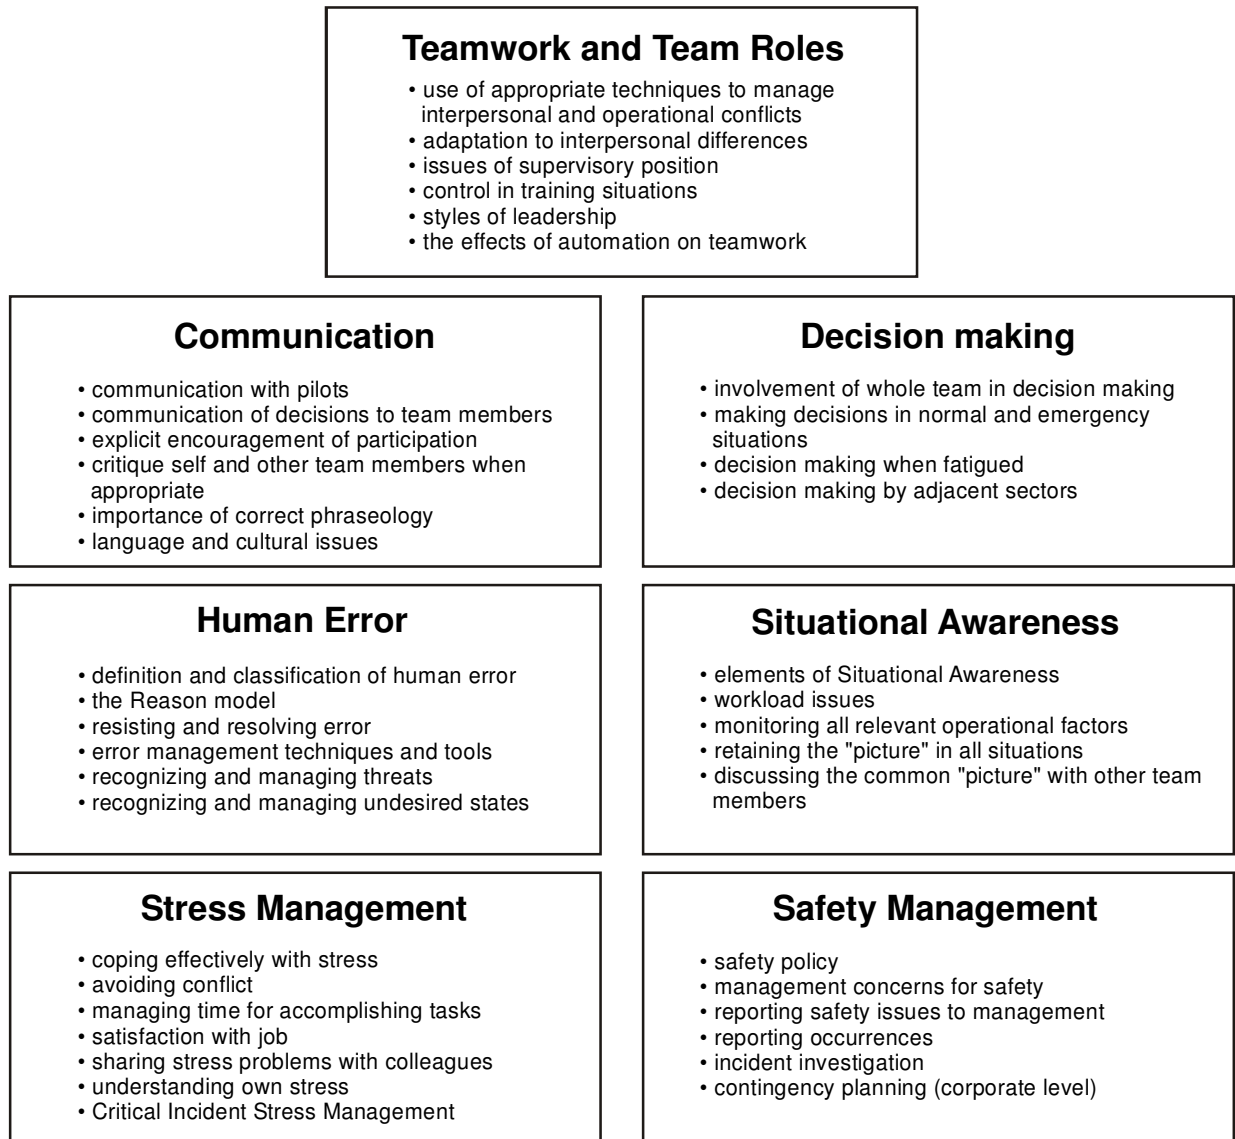 Teamwork and Team Roles
• use of appropriate techniques to manage
interpersonal and operational conflicts
• adaptation to interpersonal differences
• issues of supervisory position
• control in training situations
• styles of leadership
• the effects of automation on teamwork
Communication
• communication with pilots
• communication of decisions to team members
• explicit encouragement of participation
• critique self and other team members when
appropriate
• importance of correct phraseology
• language and cultural issues
Decision making
• involvement of whole team in decision making
• making decisions in normal and emergency
situations
• decision making when fatigued
• decision making by adjacent sectors
Human Error
• definition and classification of human error
• the Reason model
• resisting and resolving error
• error management techniques and tools
• recognizing and managing threats
• recognizing and managing undesired states
Situational Awareness
• elements of Situational Awareness
• workload issues
• monitoring all relevant operational factors
• retaining the "picture" in all situations
• discussing the common "picture" with other team
members
Stress Management
• coping effectively with stress
• avoiding conflict
• managing time for accomplishing tasks
• satisfaction with job
• sharing stress problems with colleagues
• understanding own stress
• Critical Incident Stress Management
Safety Management
• safety policy
• management concerns for safety
• reporting safety issues to management
• reporting occurrences
• incident investigation
• contingency planning (corporate level)